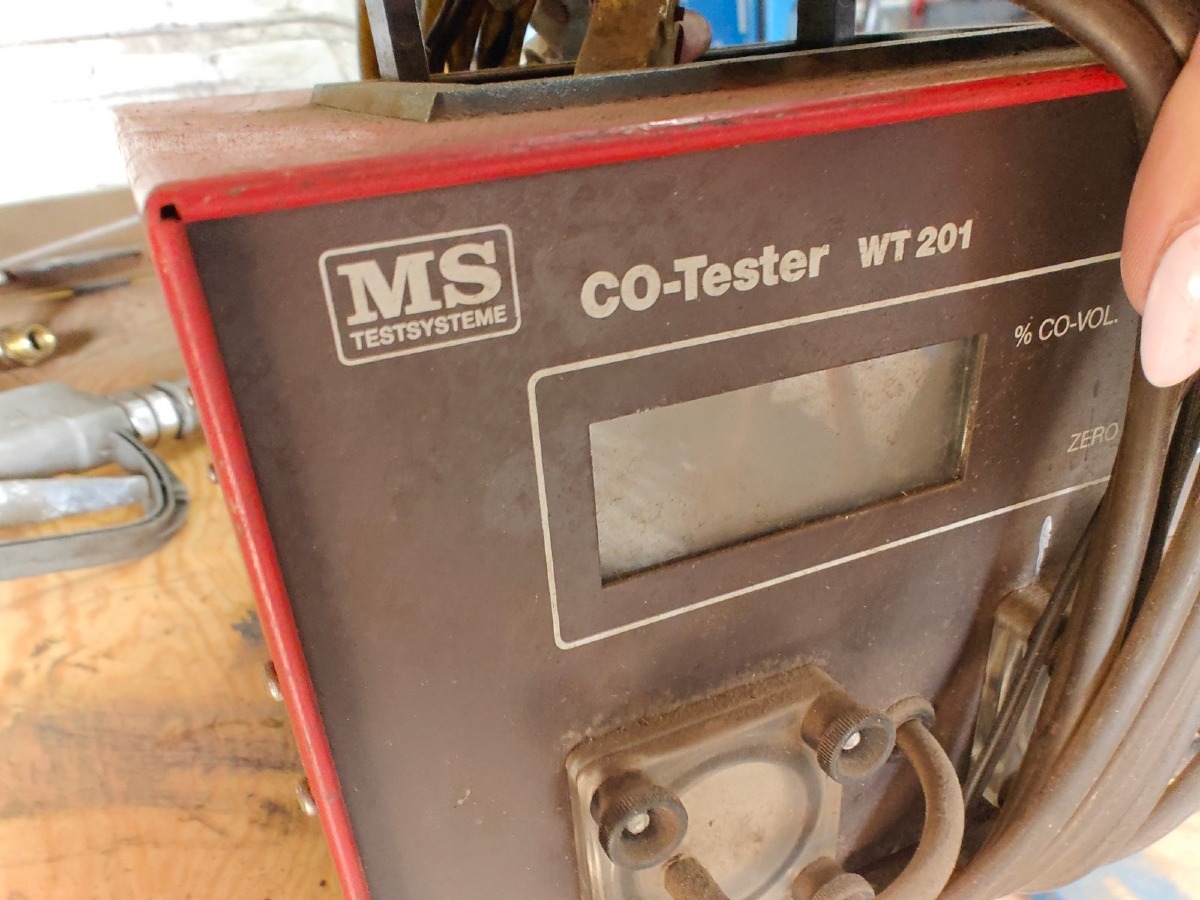 MS
TESTSYSTEME
CO-Tester WT 201
% CO-VOL.
ZERO